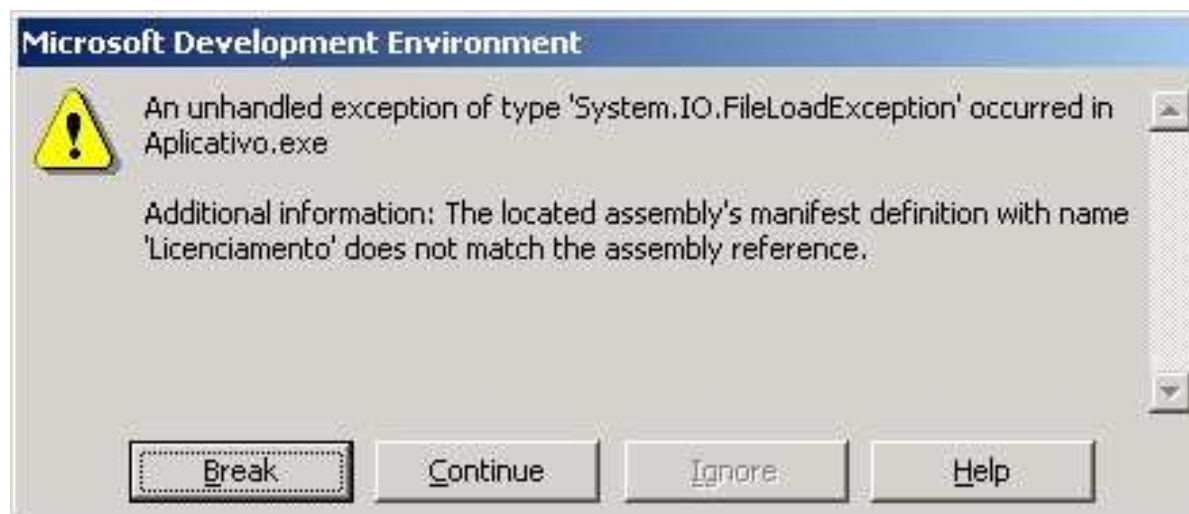 Microsoft Development Environment
An unhandled exception of type 'System.IO.FileLoadException' occurred in
Aplicativo.exe
Additional information: The located assembly's manifest definition with name
'Licenciamento' does not match the assembly reference.
Break Continue Ignore Help